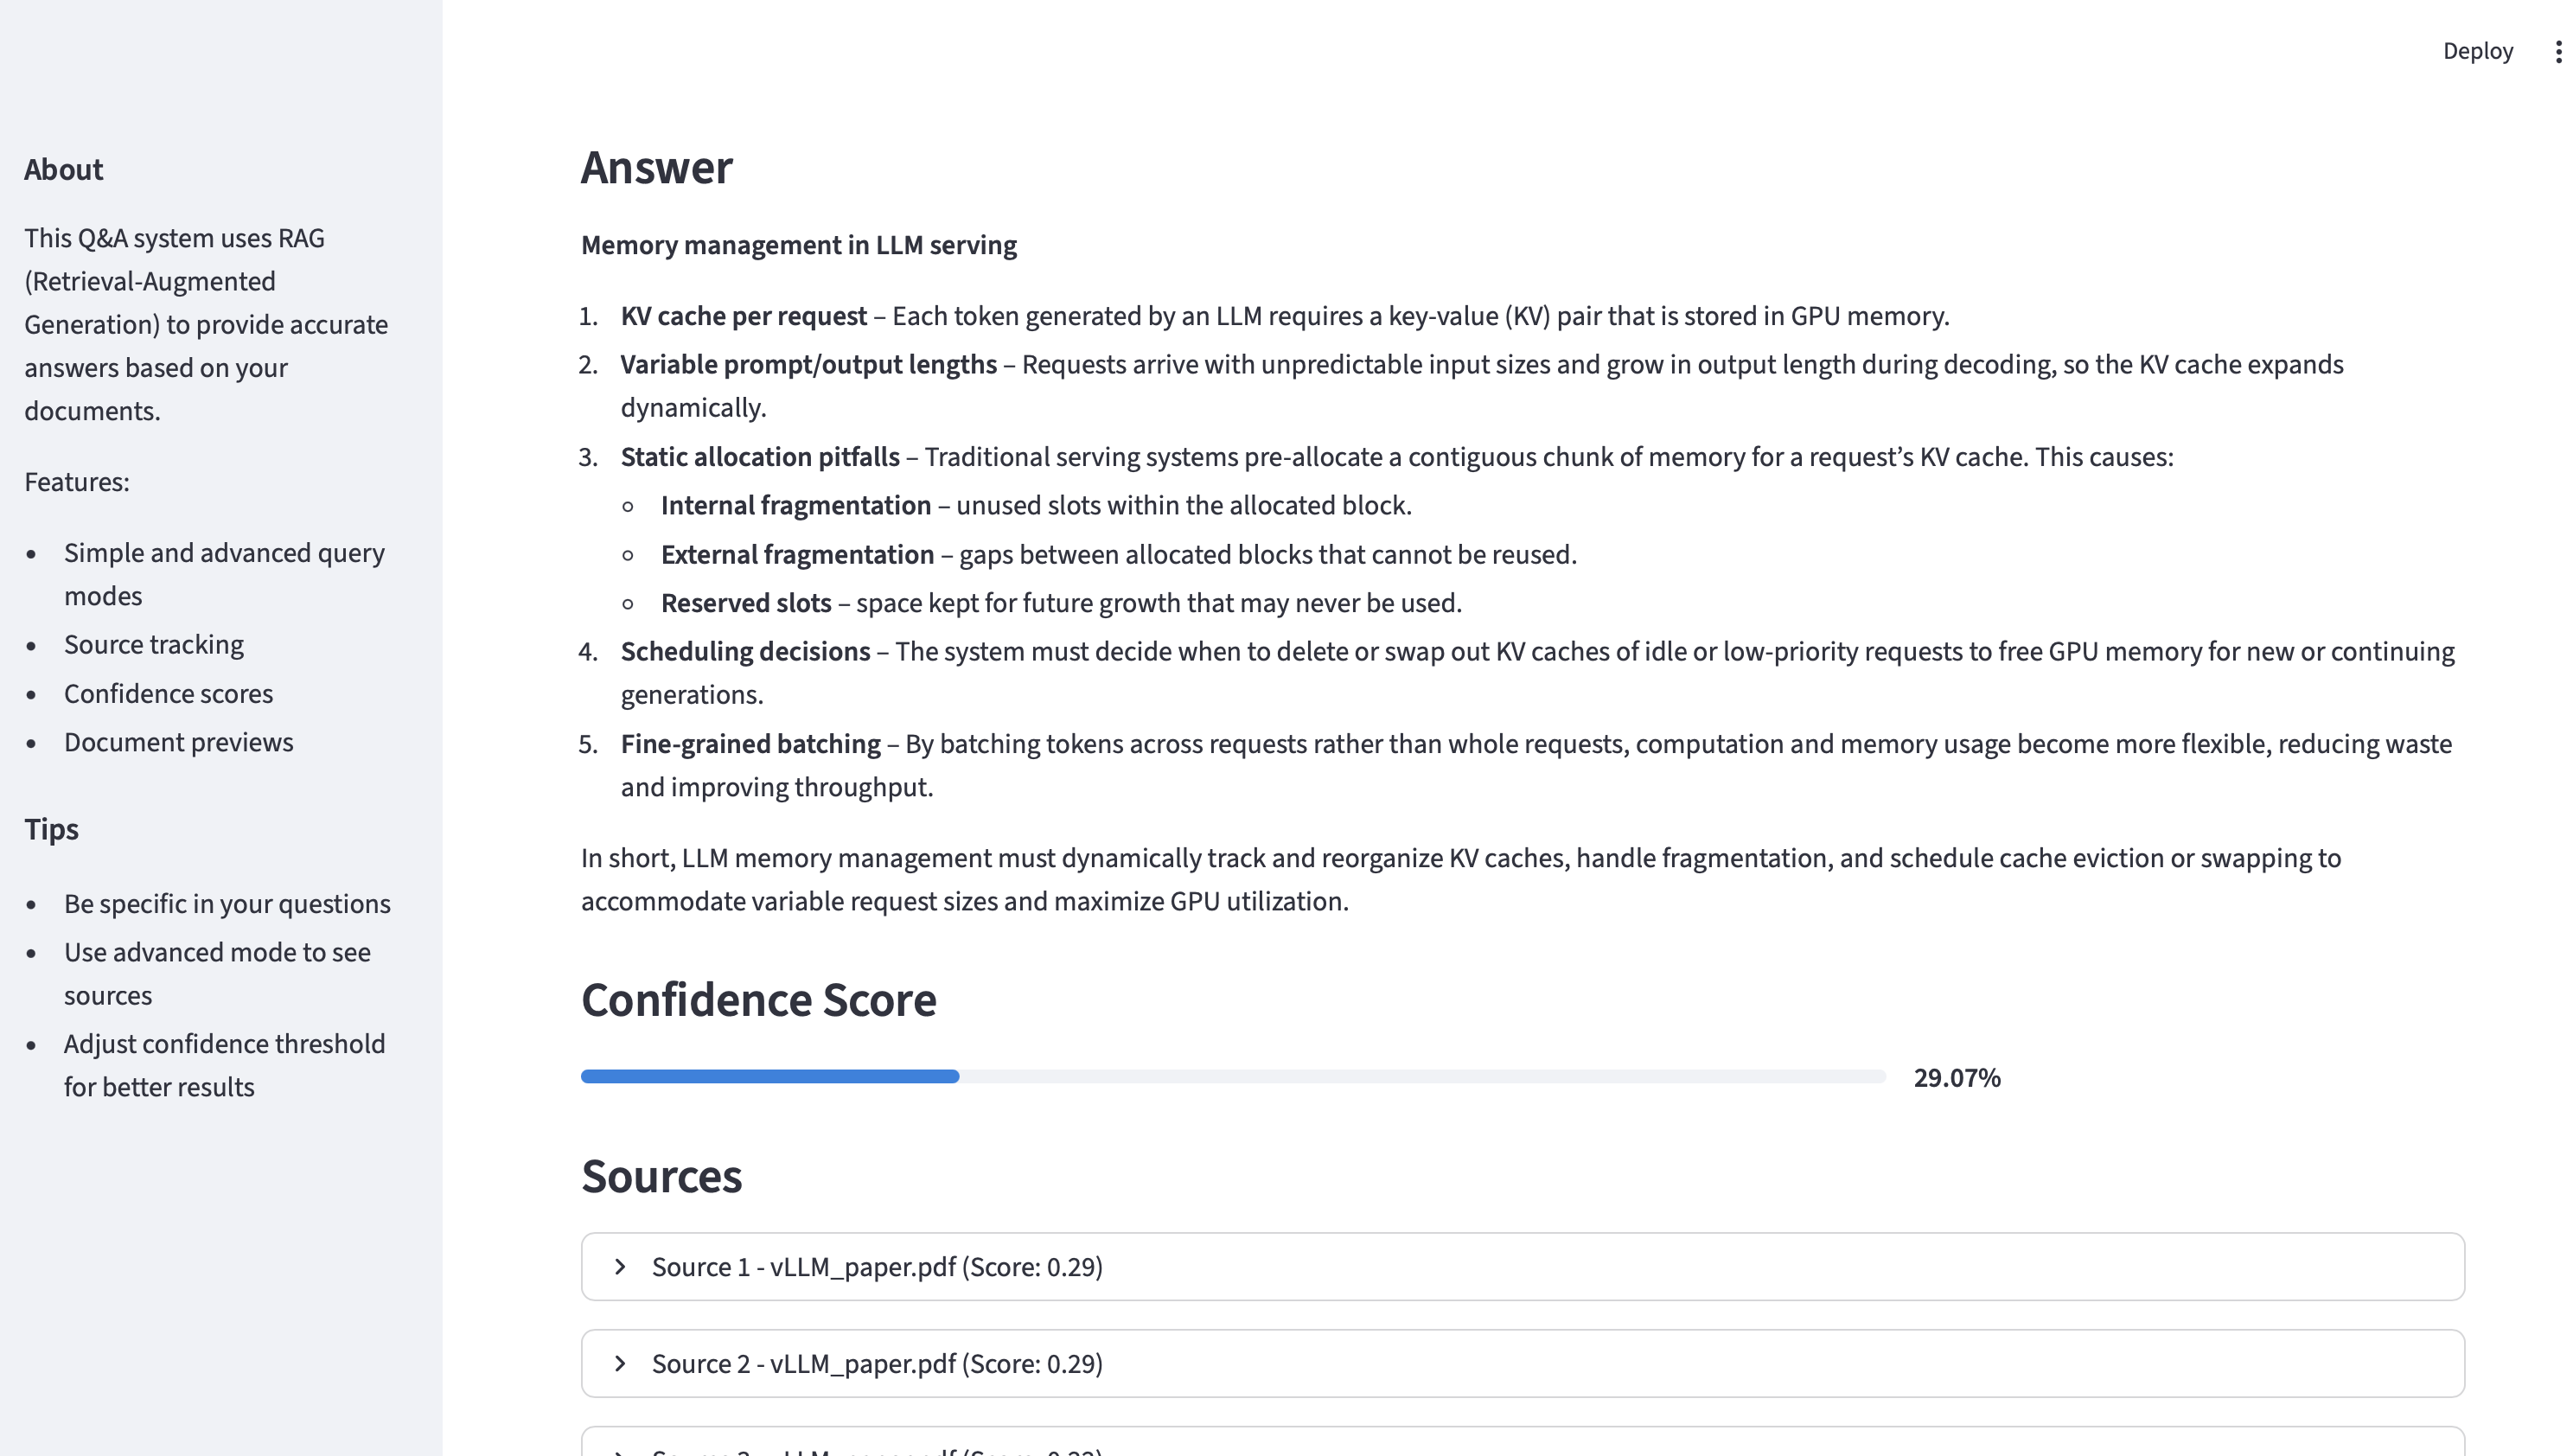 Deploy
About
This Q&A system uses RAG
(Retrieval-Augmented
Generation) to provide accurate
answers based on your
documents.
Features:
• Simple and advanced query
modes
• Source tracking
• Confidence scores
• Document previews
Tips
• Be specific in your questions
• Use advanced mode to see
sources
• Adjust confidence threshold
for better results
Answer
Memory management in LLM serving
1. KV cache per request – Each token generated by an LLM requires a key-value (KV) pair that is stored in GPU memory.
2. Variable prompt/output lengths – Requests arrive with unpredictable input sizes and grow in output length during decoding, so the KV cache expands
dynamically.
3. Static allocation pitfalls – Traditional serving systems pre-allocate a contiguous chunk of memory for a request’s KV cache. This causes:
◦ Internal fragmentation – unused slots within the allocated block.
◦ External fragmentation – gaps between allocated blocks that cannot be reused.
◦ Reserved slots – space kept for future growth that may never be used.
4. Scheduling decisions – The system must decide when to delete or swap out KV caches of idle or low-priority requests to free GPU memory for new or continuing
generations.
5. Fine-grained batching – By batching tokens across requests rather than whole requests, computation and memory usage become more flexible, reducing waste
and improving throughput.
In short, LLM memory management must dynamically track and reorganize KV caches, handle fragmentation, and schedule cache eviction or swapping to
accommodate variable request sizes and maximize GPU utilization.
Confidence Score
29.07%
Sources
Source 1 - vLLM_paper.pdf (Score: 0.29)
Source 2 - vLLM_paper.pdf (Score: 0.29)